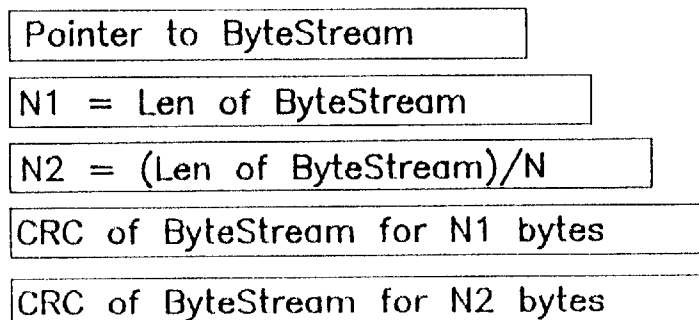 Pointer to ByteStream
N1 = Len of ByteStream
N2 = (Len of ByteStream)/N
CRC of ByteStream for N1 bytes
CRC of ByteStream for N2 bytes